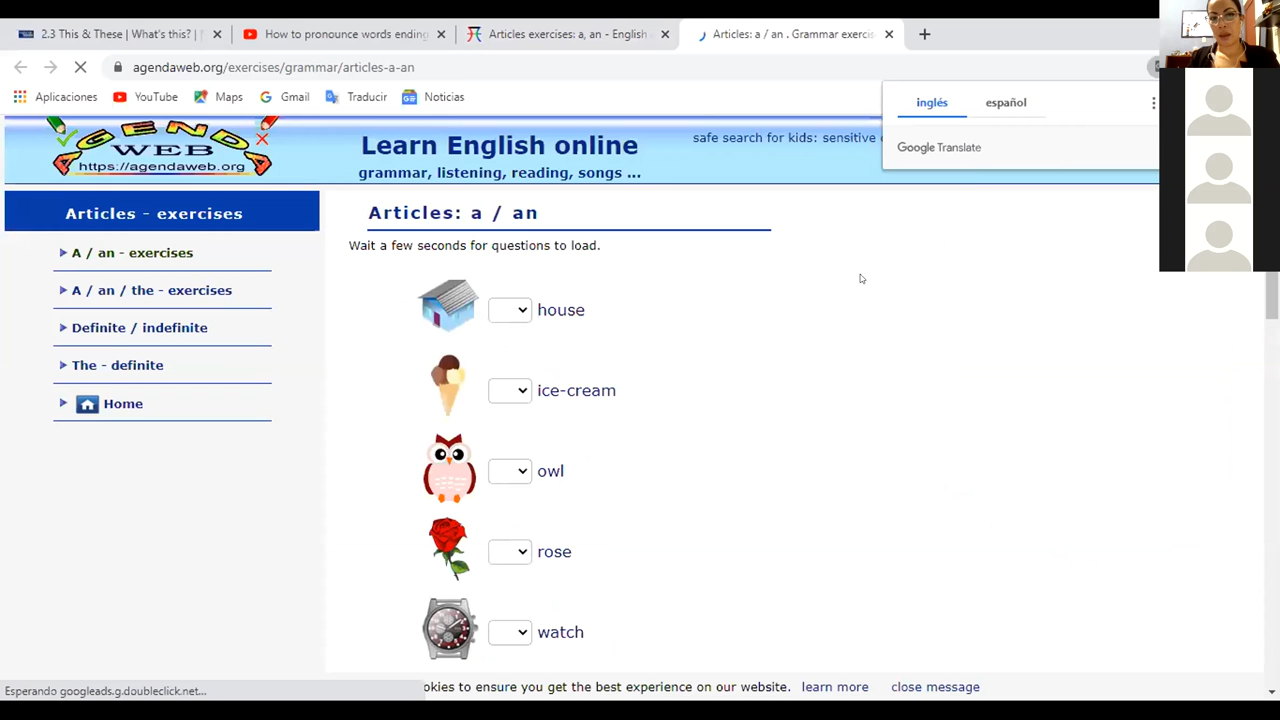 2.3 This & These | What's this? |
How to pronounce words ending
Articles exercises: a, an - English
Articles: a / an . Grammar exercis
agendaweb.org/exercises/grammar/articles-a-an
Aplicaciones YouTube Maps Gmail Traducir Noticias
inglés español
Google Translate
AGENDA
WEB
https://agendaweb.org
Learn English online
grammar, listening, reading, songs ...
safe search for kids: sensitive
Articles - exercises
A / an - exercises
A / an / the - exercises
Definite / indefinite
The - definite
Home
Articles: a / an
Wait a few seconds for questions to load.
house
ice-cream
owl
rose
watch
okies to ensure you get the best experience on our website. learn more close message
Esperando googleads.g.doubleclick.net...